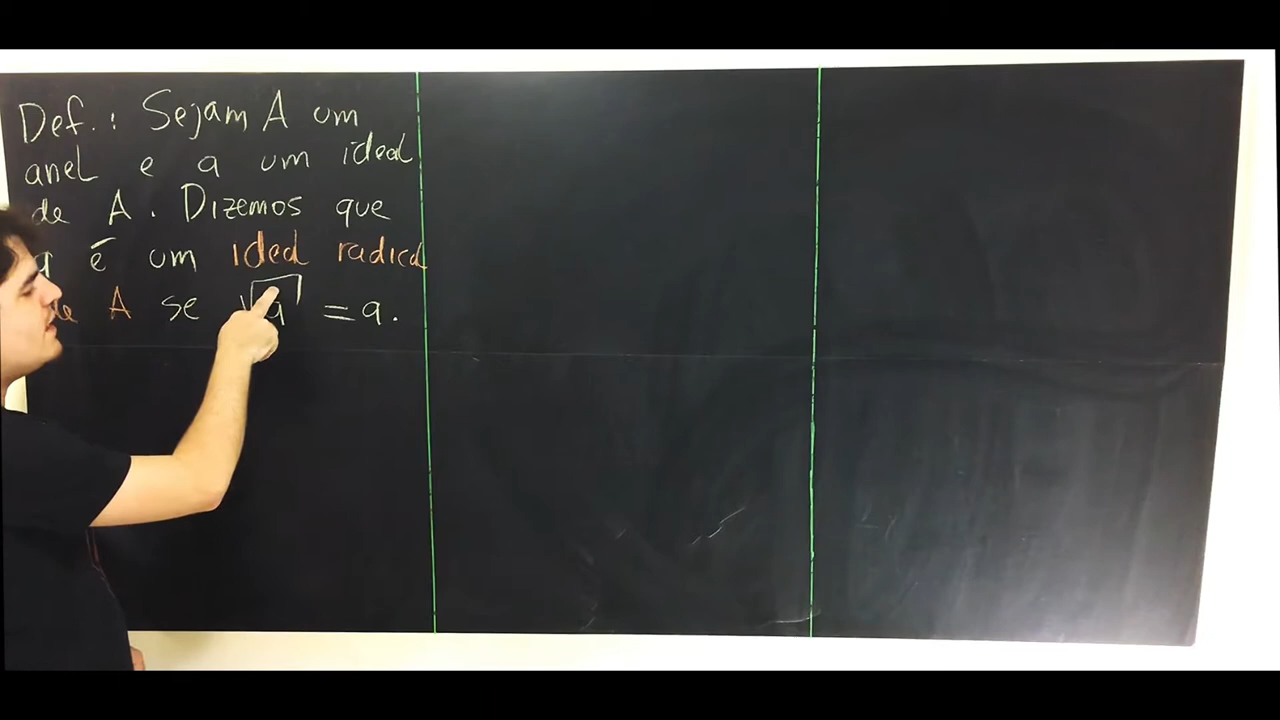 Def.: Sejam A um
anel e a um ideal
de A. Dizemos que
a é um ideal radical
de A se √a = a.